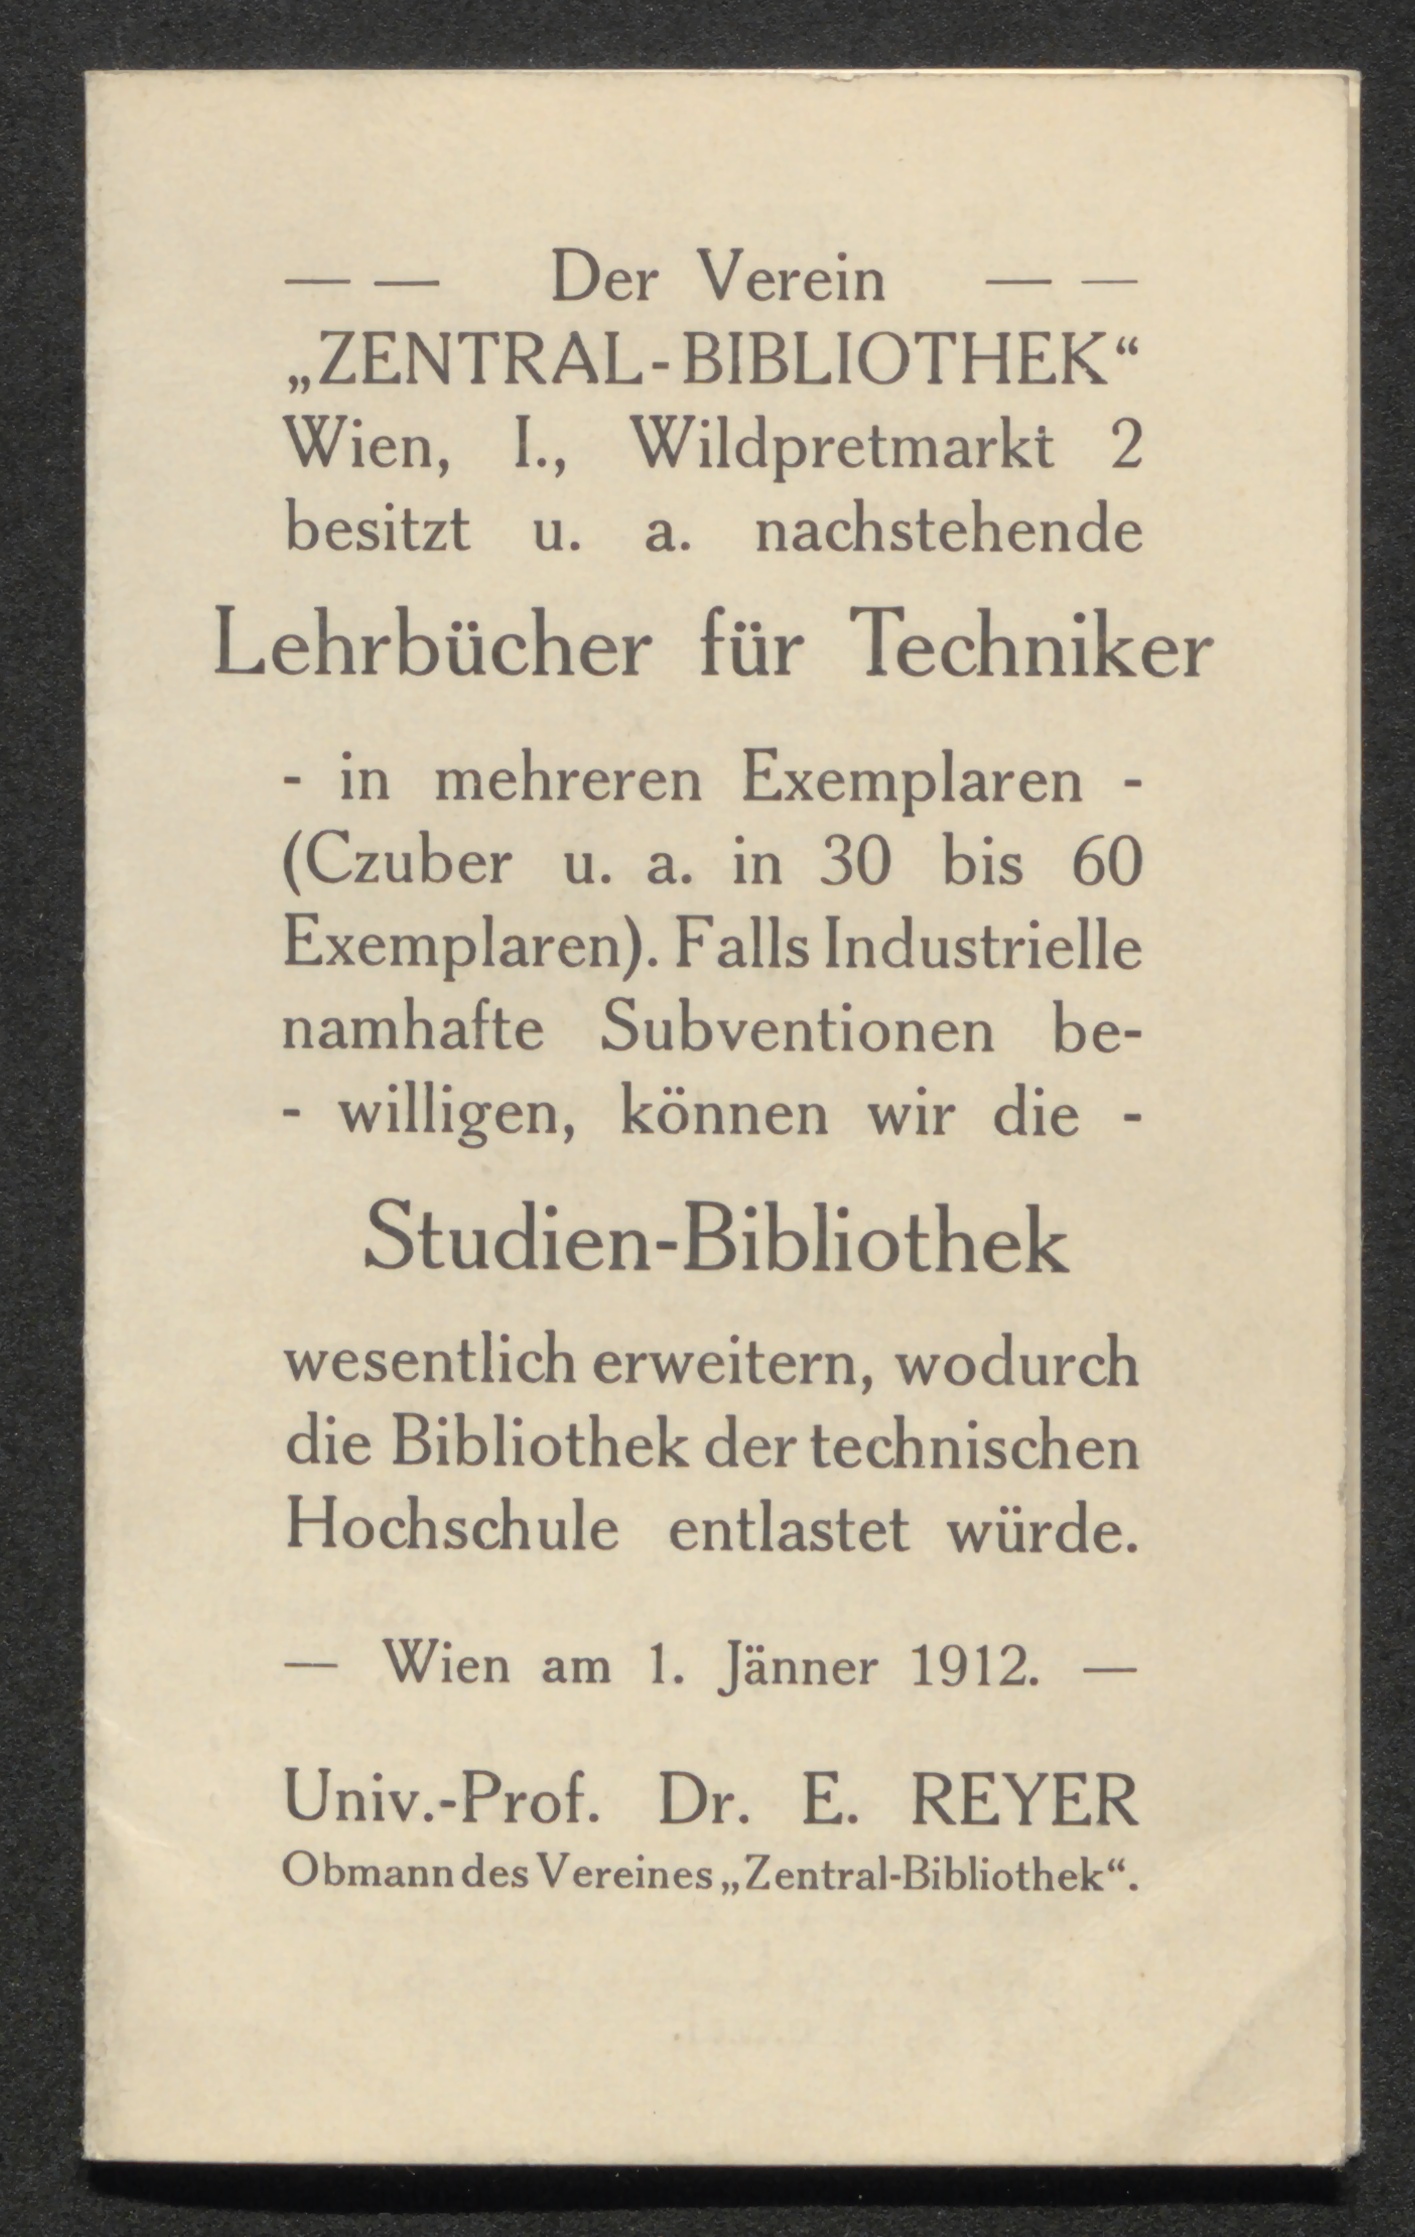 — — Der Verein — —
„ZENTRAL-BIBLIOTHEK“
Wien, I., Wildpretmarkt 2
besitzt u. a. nachstehende
Lehrbücher für Techniker
- in mehreren Exemplaren -
(Czuber u. a. in 30 bis 60
Exemplaren). Falls Industrielle
namhafte Subventionen be-
- willigen, können wir die -
Studien-Bibliothek
wesentlich erweitern, wodurch
die Bibliothek der technischen
Hochschule entlastet würde.
— Wien am 1. Jänner 1912. —
Univ.-Prof. Dr. E. REYER
Obmann des Vereines „Zentral-Bibliothek“.